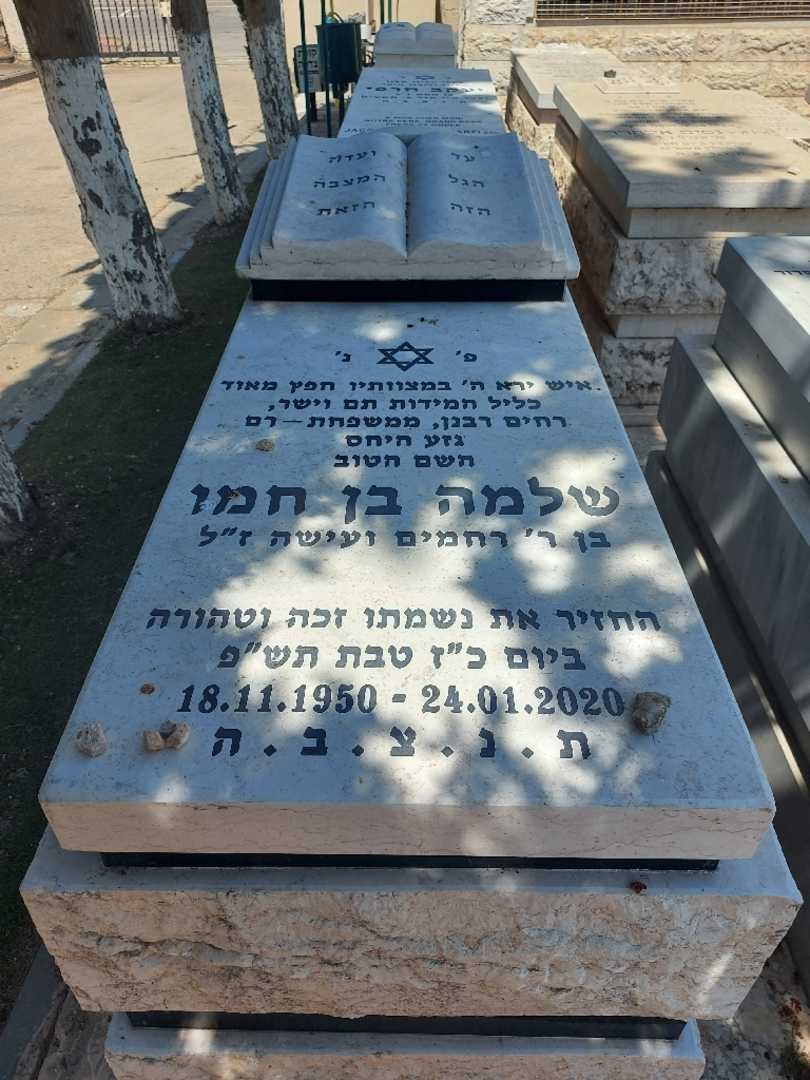 עד ועדה
הגל המצבה
הזה הזאת
פ' נ'
איש ירא ה' במצוותיו חפץ מאוד
כליל המידות תם וישר,
רחים רבנן, ממשפחת-רם
גזע היחס
השם הטוב
שלמה בן חמו
בן ר' רחמים ועישה ז"ל
החזיר את נשמתו זכה וטהורה
ביום כ"ז טבת תש"פ
18.11.1950 - 24.01.2020
ת . נ . צ . ב . ה